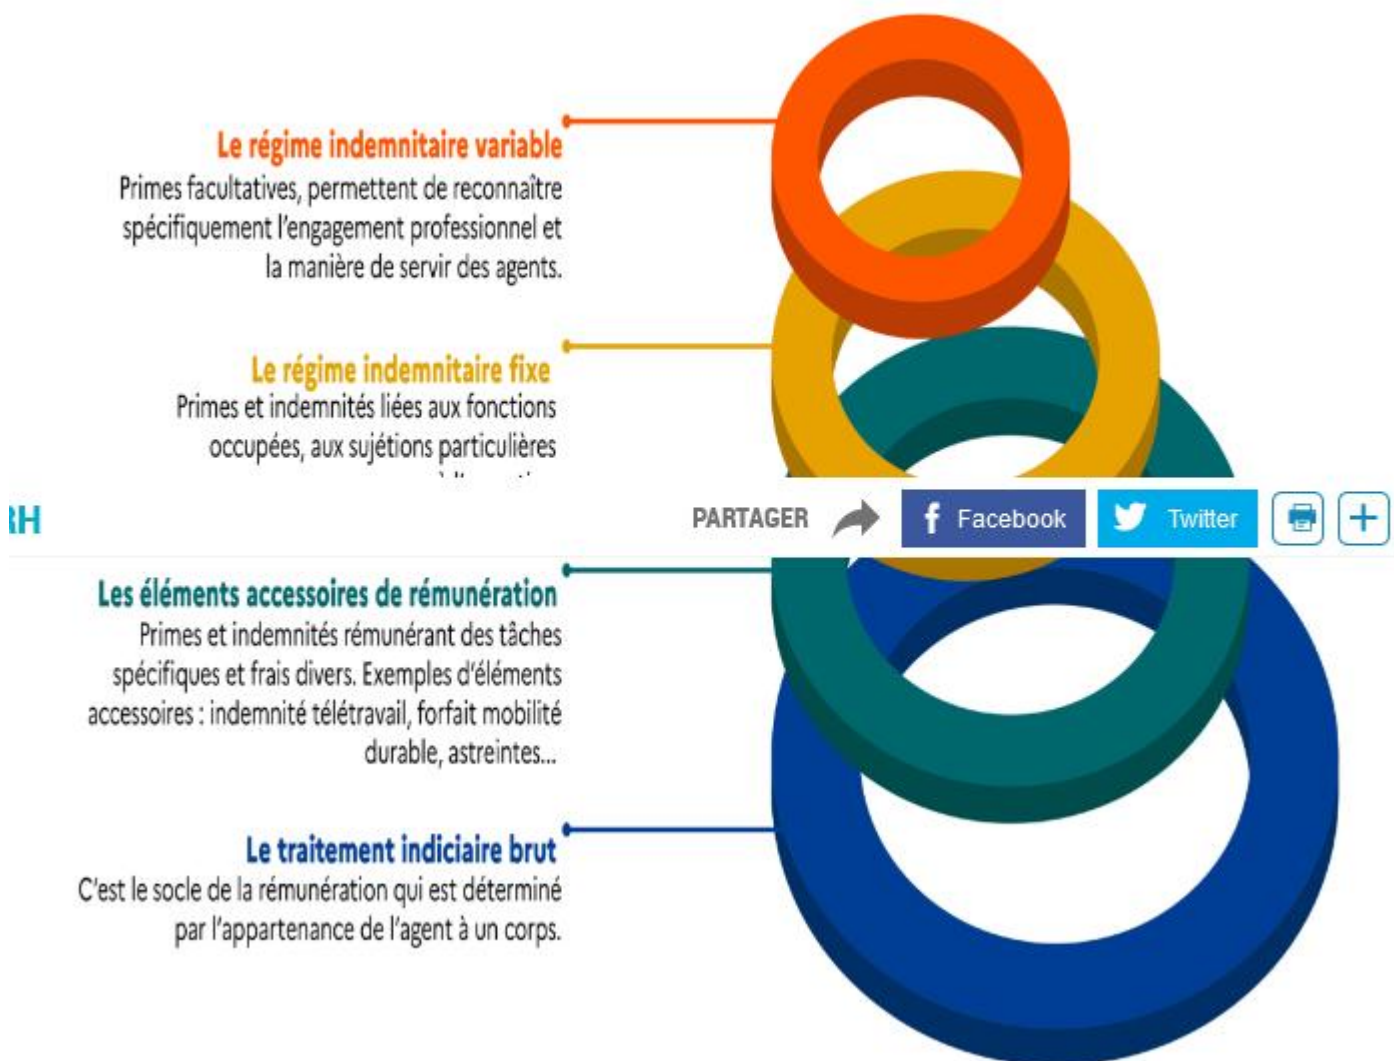 Le régime indemnitaire variable
Primes facultatives, permettent de reconnaître
spécifiquement l'engagement professionnel et
la manière de servir des agents.
Le régime indemnitaire fixe
Primes et indemnités liées aux fonctions
occupées, aux sujétions particulières
RH
PARTAGER
Facebook
Twitter
Les éléments accessoires de rémunération
Primes et indemnités rémunérant des tâches
spécifiques et frais divers. Exemples d'éléments
accessoires : indemnité télétravail, forfait mobilité
durable, astreintes...
Le traitement indiciaire brut
C'est le socle de la rémunération qui est déterminé
par l'appartenance de l'agent à un corps.